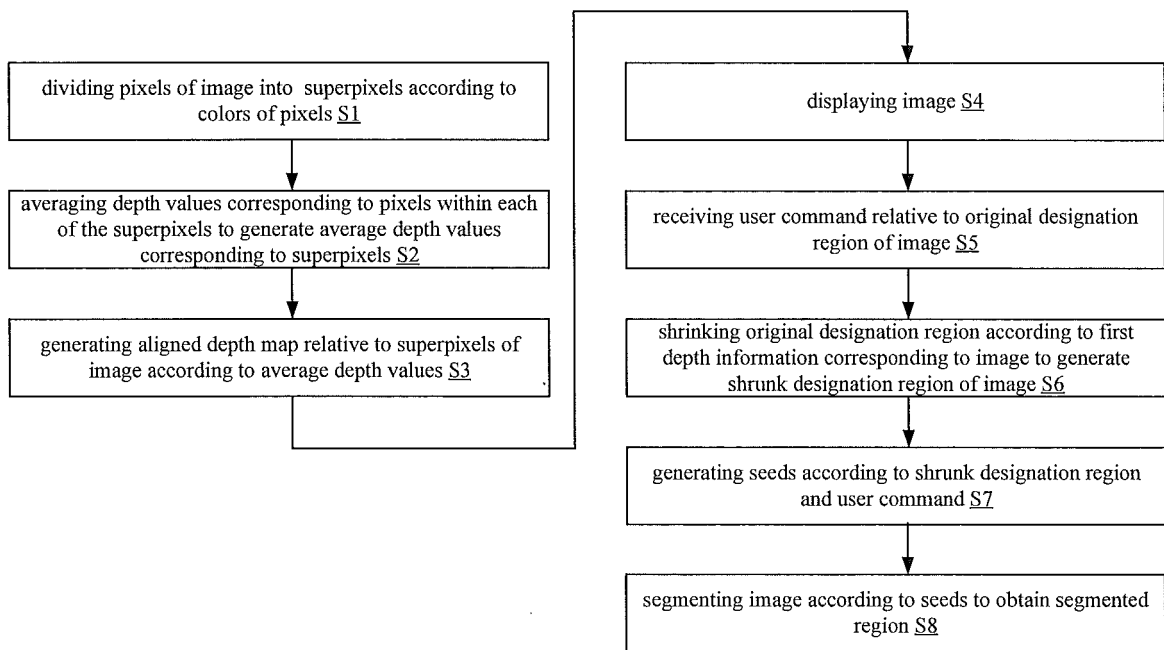 dividing pixels of image into superpixels according to
colors of pixels S1
averaging depth values corresponding to pixels within each
of the superpixels to generate average depth values
corresponding to superpixels S2
generating aligned depth map relative to superpixels of
image according to average depth values S3
displaying image S4
receiving user command relative to original designation
region of image S5
shrinking original designation region according to first
depth information corresponding to image to generate
shrunk designation region of image S6
generating seeds according to shrunk designation region
and user command S7
segmenting image according to seeds to obtain segmented
region S8